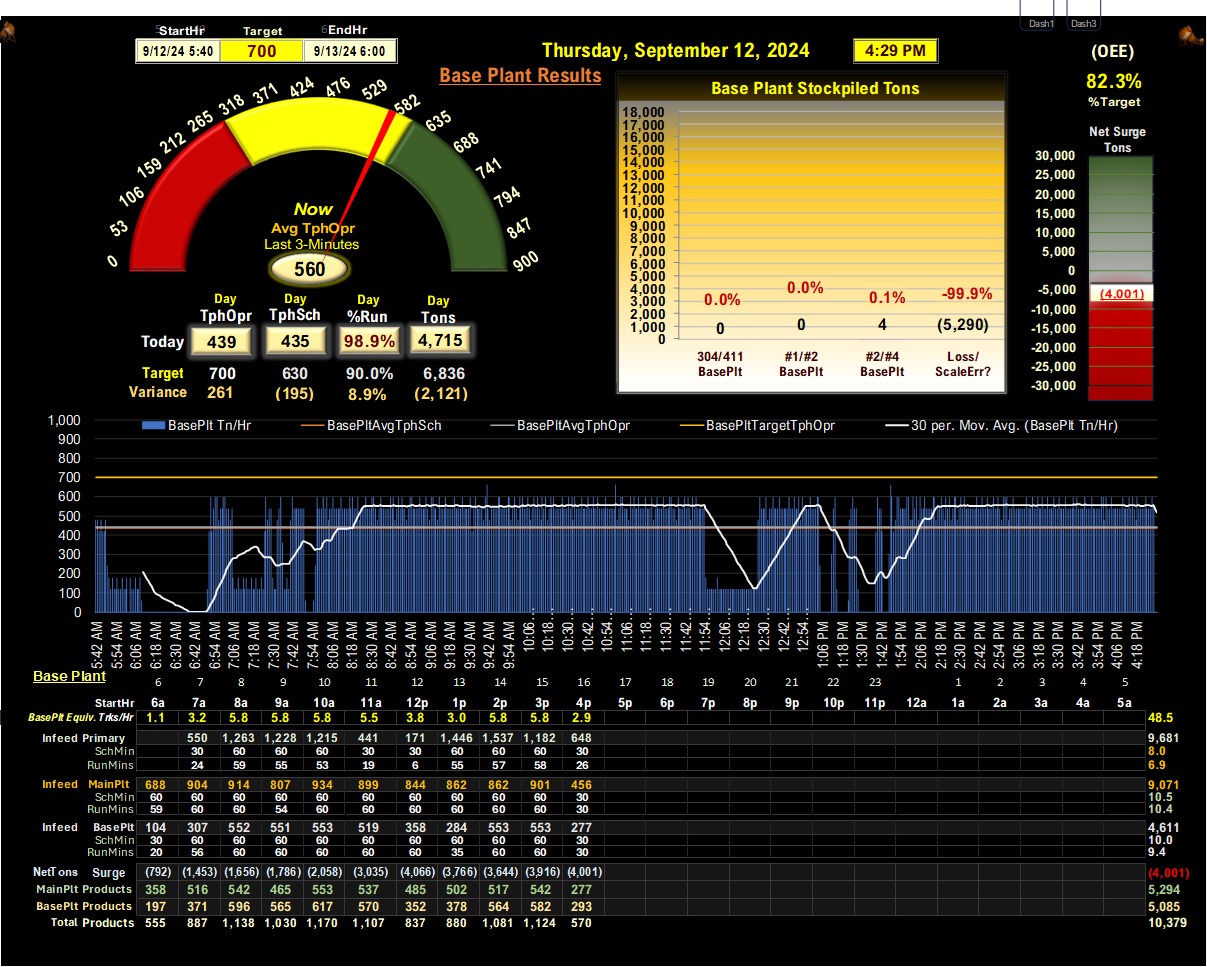 Dash1 Dash3
StartHr Target EndHr
9/12/24 5:40 700 9/13/24 6:00
Thursday, September 12, 2024 4:29 PM
(OEE)
82.3%
%Target
Base Plant Results
0 53 106 159 212 265 318 371 424 476 529 582 635 688 741 794 847 900
Now
Avg TphOpr
Last 3-Minutes
560
Base Plant Stockpiled Tons
18,000
17,000
16,000
15,000
14,000
13,000
12,000
11,000
10,000
9,000
8,000
7,000
6,000
5,000
4,000
3,000
2,000
1,000
0
0.0% 0.0% 0.1% -99.9%
0 0 4 (5,290)
304/411 #1/#2 #2/#4 Loss/
BasePlt BasePlt BasePlt ScaleErr?
Net Surge
Tons
30,000
25,000
20,000
15,000
10,000
5,000
0
-5,000
(4,001)
-10,000
-15,000
-20,000
-25,000
-30,000
Day Day Day Day
TphOpr TphSch %Run Tons
Today 439 435 98.9% 4,715
Target 700 630 90.0% 6,836
Variance 261 (195) 8.9% (2,121)
BasePlt Tn/Hr BasePltAvgTphSch BasePltAvgTphOpr BasePltTargetTphOpr 30 per. Mov. Avg. (BasePlt Tn/Hr)
1,000
900
800
700
600
500
400
300
200
100
0
5:42 AM 5:54 AM 6:06 AM 6:18 AM 6:30 AM 6:42 AM 6:54 AM 7:06 AM 7:18 AM 7:30 AM 7:42 AM 7:54 AM 8:06 AM 8:18 AM 8:30 AM 8:42 AM 8:54 AM 9:06 AM 9:18 AM 9:30 AM 9:42 AM 9:54 AM 10:06... 10:18... 10:30... 10:42... 10:54... 11:06... 11:18... 11:30... 11:42... 11:54... 12:06... 12:18... 12:30... 12:42... 12:54... 1:06 PM 1:18 PM 1:30 PM 1:42 PM 1:54 PM 2:06 PM 2:18 PM 2:30 PM 2:42 PM 2:54 PM 3:06 PM 3:18 PM 3:30 PM 3:42 PM 3:54 PM 4:06 PM 4:18 PM
Base Plant
6 7 8 9 10 11 12 13 14 15 16 17 18 19 20 21 22 23 1 2 3 4 5
StartHr 6a 7a 8a 9a 10a 11a 12p 1p 2p 3p 4p 5p 6p 7p 8p 9p 10p 11p 12a 1a 2a 3a 4a 5a
BasePlt Equiv. Trks/Hr 1.1 3.2 5.8 5.8 5.8 5.5 3.8 3.0 5.8 5.8 2.9 48.5
Infeed Primary 550 1,263 1,228 1,215 441 171 1,446 1,537 1,182 648 9,681
SchMin 30 60 60 60 30 30 60 60 60 30 8.0
RunMins 24 59 55 53 19 6 55 57 58 26 6.9
Infeed MainPlt 688 904 914 807 934 899 844 862 862 901 456 9,071
SchMin 60 60 60 60 60 60 60 60 60 60 30 10.5
RunMins 59 60 60 54 60 60 60 60 60 60 30 10.4
Infeed BasePlt 104 307 552 551 553 519 358 284 553 553 277 4,611
SchMin 30 60 60 60 60 60 60 60 60 60 30 10.0
RunMins 20 56 60 60 60 60 60 35 60 60 30 9.4
NetTons Surge (792) (1,453) (1,656) (1,786) (2,058) (3,035) (4,066) (3,766) (3,644) (3,916) (4,001) (4,001)
MainPlt Products 358 516 542 465 553 537 485 502 517 542 277 5,294
BasePlt Products 197 371 596 565 617 570 352 378 564 582 293 5,085
Total Products 555 887 1,138 1,030 1,170 1,107 837 880 1,081 1,124 570 10,379